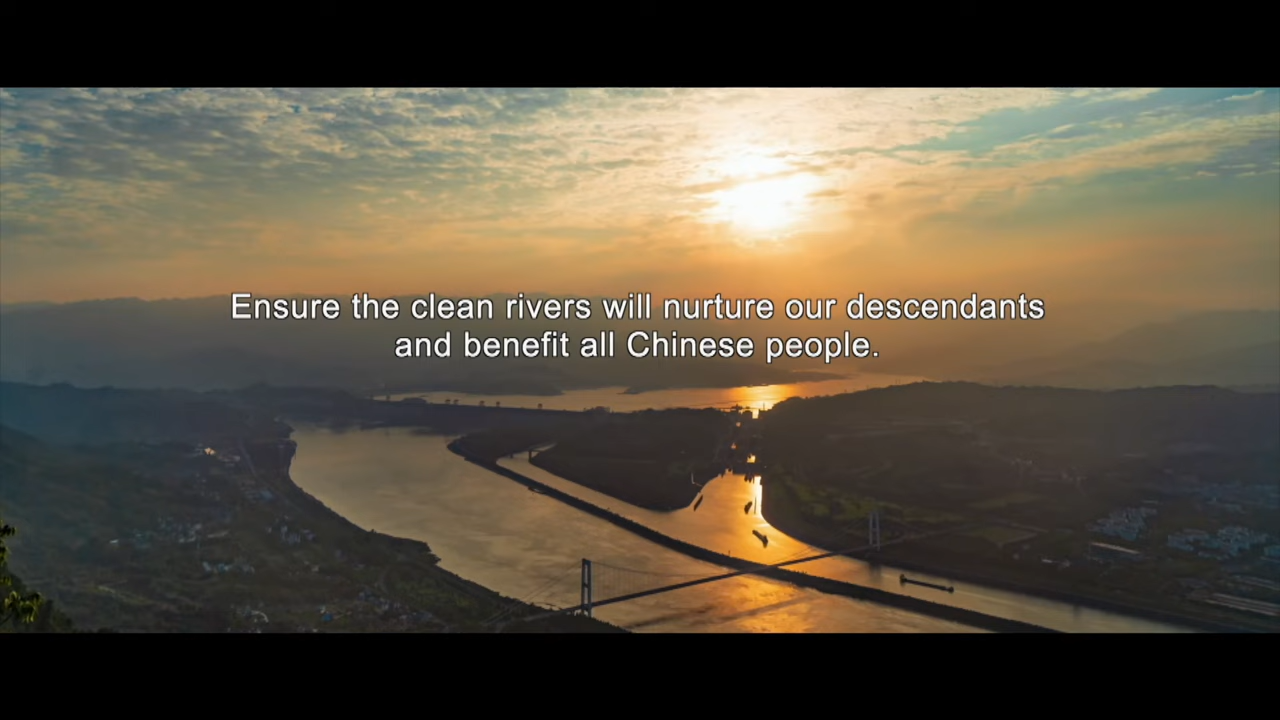 Ensure the clean rivers will nurture our descendants
and benefit all Chinese people.